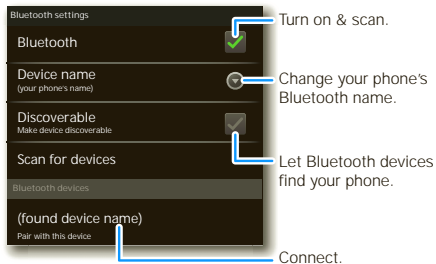 Bluetooth settings
Turn on & scan.
Bluetooth
Device name
(your phone's name)
Change your phone's
Bluetooth name.
Discoverable
Make device discoverable
Scan for devices
Let Bluetooth devices
find your phone.
Bluetooth devices
(found device name)
Pair with this device
Connect.